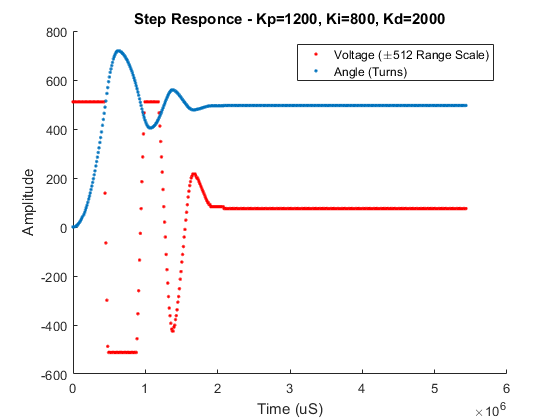 Step Responce - Kp=1200, Ki=800, Kd=2000
800
600
400
200
0
-200
-400
-600
Amplitude
Voltage (±512 Range Scale)
Angle (Turns)
0 1 2 3 4 5 6
Time (uS)
×10^6